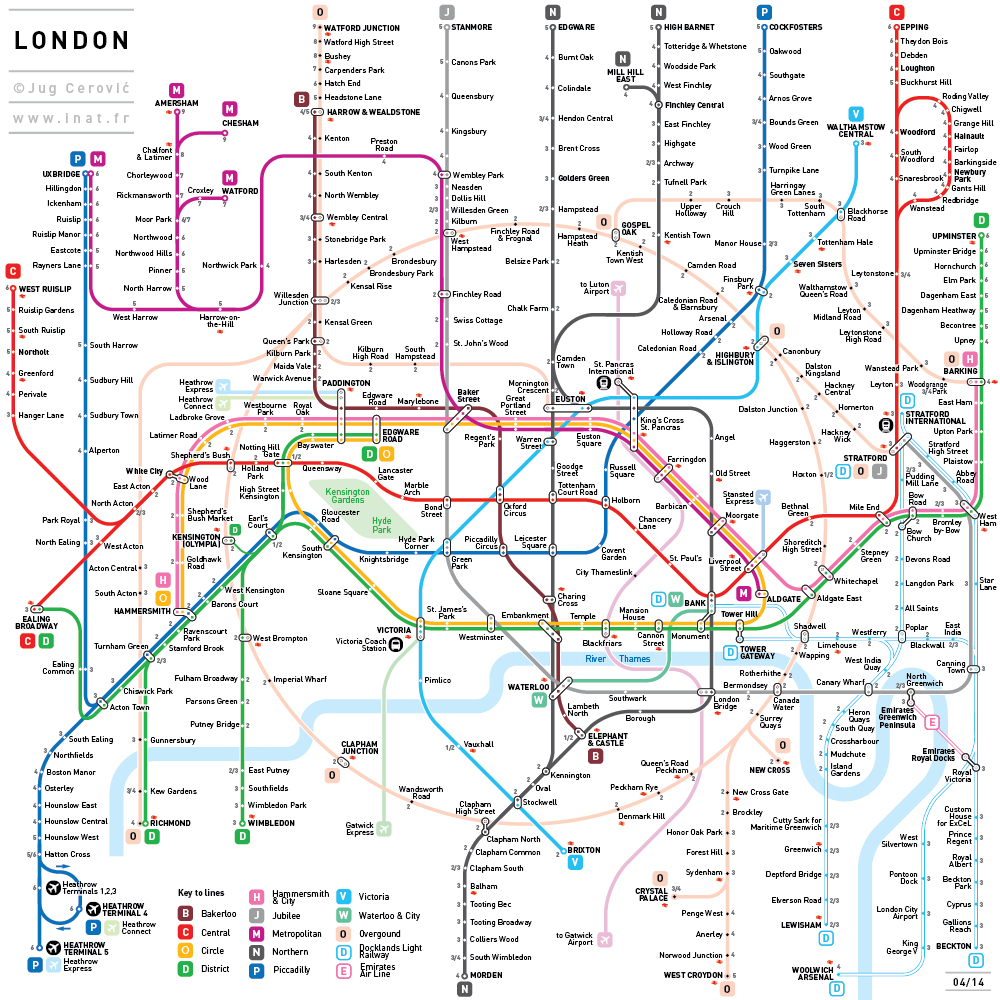 LONDON
©Jug Cerović
www.inat.fr
WATFORD JUNCTION
Watford High Street
Bushey
Carpenders Park
Hatch End
Headstone Lane
HARROW & WEALDSTONE
Kenton
South Kenton
North Wembley
Wembley Central
Stonebridge Park
Harlesden
Willesden
Junction
Kensal Green
Queen's Park
Kilburn Park
Maida Vale
Warwick Avenue
PADDINGTON
STANMORE
Canons Park
Queensbury
Kingsbury
Wembley Park
Neasden
Dollis Hill
Willesden Green
Kilburn
West
Hampstead
Finchley Road
Swiss Cottage
St. John's Wood
Baker
Street
EDGWARE
Burnt Oak
Colindale
Hendon Central
Brent Cross
Golders Green
Hampstead
Hampstead
Heath
Belsize Park
Chalk Farm
Camden
Town
Mornington
Crescent
EUSTON
HIGH BARNET
Totteridge & Whetstone
Woodside Park
West Finchley
MILL HILL
EAST
Finchley Central
East Finchley
Highgate
Archway
Tufnell Park
Kentish Town
Upper
Holloway
Crouch
Hill
GOSPEL
OAK
Kentish
Town West
Camden Road
Caledonian Road
& Barnsbury
COCKFOSTERS
Oakwood
Southgate
Arnos Grove
Bounds Green
Wood Green
Turnpike Lane
Harringay
Green Lanes
South
Tottenham
Manor House
Finsbury
Park
Arsenal
Holloway Road
Caledonian Road
HIGHBURY
& ISLINGTON
WALTHAMSTOW
CENTRAL
Blackhorse
Road
Tottenham Hale
Seven Sisters
Walthamstow
Queen's Road
Leyton
Midland Road
Leytonstone
High Road
Wanstead Park
Woodgrange
Park
BARKING
EPPING
Theydon Bois
Debden
Loughton
Buckhurst Hill
Roding Valley
Chigwell
Grange Hill
Hainault
Fairlop
Barkingside
Newbury
Park
Gants Hill
Redbridge
Wanstead
Woodford
South
Woodford
Snaresbrook
Leytonstone
Leyton
UPMINSTER
Upminster Bridge
Hornchurch
Elm Park
Dagenham East
Dagenham Heathway
Becontree
Upney
East Ham
Upton Park
Plaistow
AMERSHAM
CHESHAM
Chalfont
& Latimer
Chorleywood
Croxley
WATFORD
Rickmansworth
Moor Park
Northwood
Northwood Hills
Pinner
North Harrow
Harrow-on-
the-Hill
West Harrow
Northwick Park
Preston
Road
UXBRIDGE
Hillingdon
Ickenham
Ruislip
Ruislip Manor
Eastcote
Rayners Lane
South Harrow
Sudbury Hill
Sudbury Town
Alperton
Park Royal
North Ealing
WEST RUISLIP
Ruislip Gardens
South Ruislip
Northolt
Greenford
Perivale
Hanger Lane
EALING
BROADWAY
Brondesbury
Brondesbury Park
Kensal Rise
Finchley Road
& Frognal
Kilburn
High Road
South
Hampstead
Heathrow
Express
Heathrow
Connect
to Luton
Airport
St. Pancras
International
King's Cross
St. Pancras
Canonbury
Dalston
Kingsland
Hackney
Central
Homerton
Hackney
Wick
Dalston Junction
Haggerston
Hoxton
STRATFORD
INTERNATIONAL
STRATFORD
Stratford
High Street
Abbey
Road
West
Ham
Pudding
Mill Lane
Bow
Road
Bromley
by-Bow
Bow
Church
Mile End
Bethnal
Green
Shoreditch
High Street
Stepney
Green
Whitechapel
Aldgate East
ALDGATE
Stansted
Express
Edgware
Road
Marylebone
EDGWARE
ROAD
Great
Portland
Street
Regent's
Park
Warren
Street
Euston
Square
Goodge
Street
Tottenham
Court Road
Russell
Square
Farringdon
Barbican
Moorgate
Liverpool
Street
Angel
Old Street
Chancery
Lane
Holborn
St. Paul's
BANK
Covent
Garden
Leicester
Square
Piccadilly
Circus
Oxford
Circus
Bond
Street
Marble
Arch
Lancaster
Gate
Queensway
Bayswater
Notting Hill
Gate
Holland
Park
Shepherd's Bush
White City
Wood
Lane
Latimer Road
Ladbroke Grove
Westbourne
Park
Royal
Oak
East Acton
North Acton
West Acton
Acton Central
South Acton
Shepherd's
Bush Market
Goldhawk
Road
HAMMERSMITH
KENSINGTON
(OLYMPIA)
High Street
Kensington
Earl's
Court
Gloucester
Road
South
Kensington
Kensington
Gardens
Hyde
Park
Knightsbridge
Hyde Park
Corner
Green
Park
Sloane Square
VICTORIA
Victoria Coach
Station
St. James's
Park
Westminster
Embankment
Charing
Cross
Temple
Blackfriars
City Thameslink
Mansion
House
Cannon
Street
Monument
Tower Hill
TOWER
GATEWAY
River Thames
Shadwell
Limehouse
Wapping
Westferry
Poplar
All Saints
Langdon Park
Devons Road
Blackwall
East
India
Star
Lane
Canning
Town
West India
Quay
Canary Wharf
Heron
Quays
South Quay
Crossharbour
Mudchute
Island
Gardens
Cutty Sark for
Maritime Greenwich
Greenwich
Deptford Bridge
Elverson Road
LEWISHAM
North
Greenwich
Emirates
Greenwich
Peninsula
Emirates
Royal Docks
Royal
Victoria
Custom
House
for ExCeL
Prince
Regent
Royal
Albert
Beckton
Park
Cyprus
Gallions
Reach
BECKTON
West
Silvertown
Pontoon
Dock
London City
Airport
King
George V
WOOLWICH
ARSENAL
Rotherhithe
Bermondsey
Canada
Water
Surrey
Quays
NEW CROSS
New Cross Gate
Brockley
Honor Oak Park
Forest Hill
Sydenham
CRYSTAL
PALACE
Penge West
Anerley
Norwood Junction
WEST CROYDON
Queen's Road
Peckham
Peckham Rye
Denmark Hill
London
Bridge
Southwark
Borough
WATERLOO
Lambeth
North
ELEPHANT
& CASTLE
Kennington
Oval
Stockwell
Clapham
High Street
Clapham North
Clapham Common
Clapham South
Balham
Tooting Bec
Tooting Broadway
Colliers Wood
South Wimbledon
MORDEN
Pimlico
Vauxhall
BRIXTON
Wandsworth
Road
CLAPHAM
JUNCTION
Imperial Wharf
West Brompton
Fulham Broadway
Parsons Green
Putney Bridge
East Putney
Southfields
Wimbledon Park
WIMBLEDON
West Kensington
Barons Court
Ravenscourt
Park
Stamford Brook
Turnham Green
Chiswick Park
Acton Town
Ealing
Common
Gunnersbury
Kew Gardens
RICHMOND
South Ealing
Northfields
Boston Manor
Osterley
Hounslow East
Hounslow Central
Hounslow West
Hatton Cross
Heathrow
Terminals 1,2,3
HEATHROW
TERMINAL 4
Heathrow
Connect
HEATHROW
TERMINAL 5
Heathrow
Express
Gatwick
Express
to Gatwick
Airport
Key to lines
B Bakerloo
C Central
O Circle
D District
H Hammersmith
& City
J Jubilee
M Metropolitan
N Northern
P Piccadilly
V Victoria
W Waterloo & City
O Overgound
D Docklands Light
Railway
E Emirates
Air Line
04/14